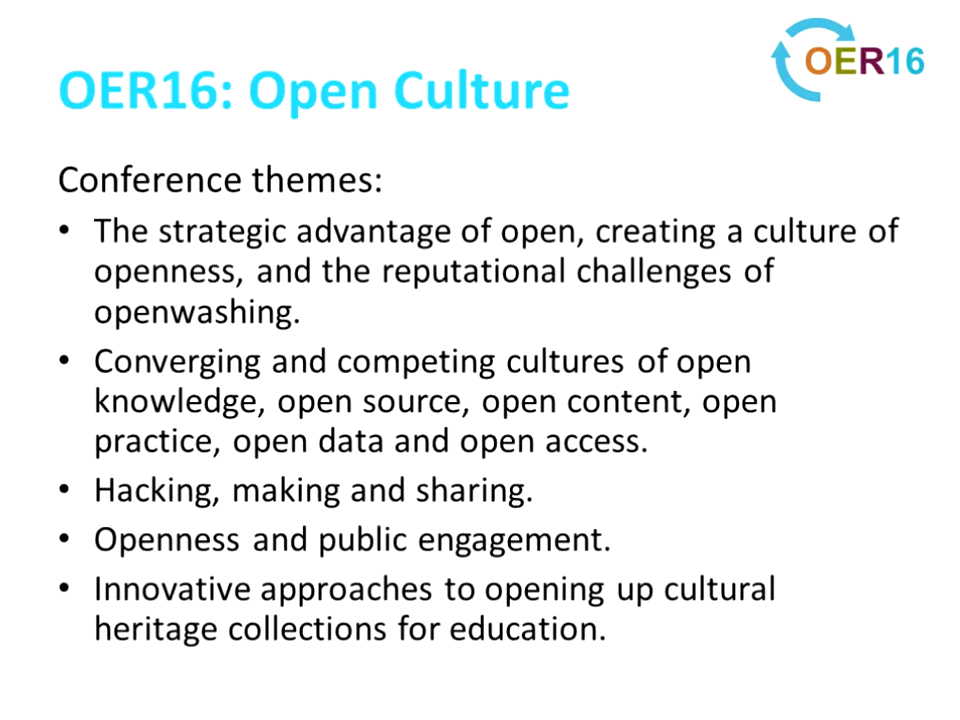 OER16
OER16: Open Culture
Conference themes:
• The strategic advantage of open, creating a culture of
openness, and the reputational challenges of
openwashing.
• Converging and competing cultures of open
knowledge, open source, open content, open
practice, open data and open access.
• Hacking, making and sharing.
• Openness and public engagement.
• Innovative approaches to opening up cultural
heritage collections for education.